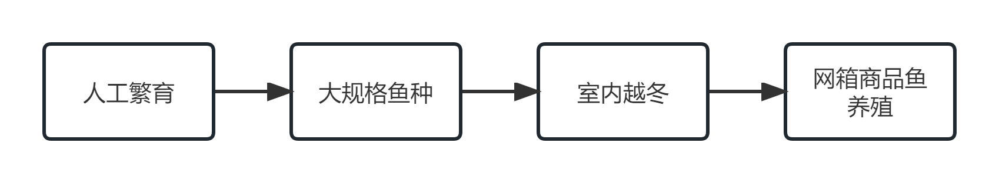 人工繁育
大规格鱼种
室内越冬
网箱商品鱼
养殖